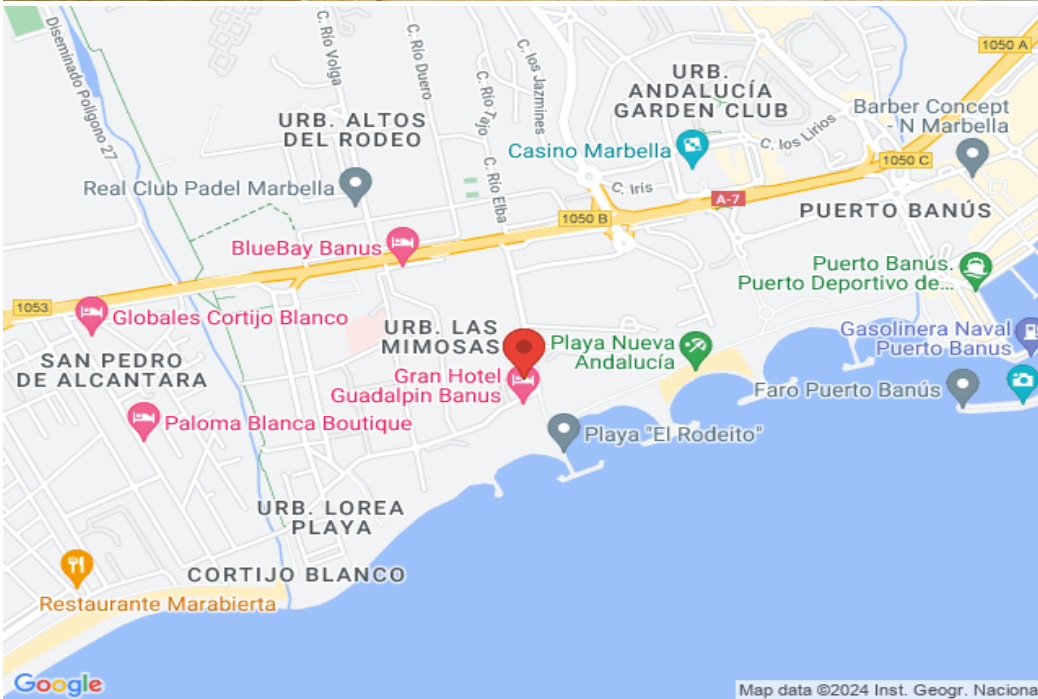 Diseminado Polígono 27
C. Río Volga
C. Río Duero
C. Río Tajo
C. los Jazmines
C. Río Elba
1050 A
URB.
ANDALUCÍA
GARDEN CLUB
Barber Concept
- N Marbella
URB. ALTOS
DEL RODEO
Casino Marbella
C. los Lirios
1050 C
Real Club Padel Marbella
C. Iris
A-7
1050 B
PUERTO BANÚS
BlueBay Banus
Puerto Banús.
Puerto Deportivo de...
1053
Globales Cortijo Blanco
URB. LAS
MIMOSAS
Playa Nueva
Andalucía
Gasolinera Naval
Puerto Banus
SAN PEDRO
DE ALCANTARA
Gran Hotel
Guadalpin Banus
Faro Puerto Banús
Paloma Blanca Boutique
Playa "El Rodeito"
URB. LOREA
PLAYA
CORTIJO BLANCO
Restaurante Marabierta
Google
Map data ©2024 Inst. Geogr. Naciona